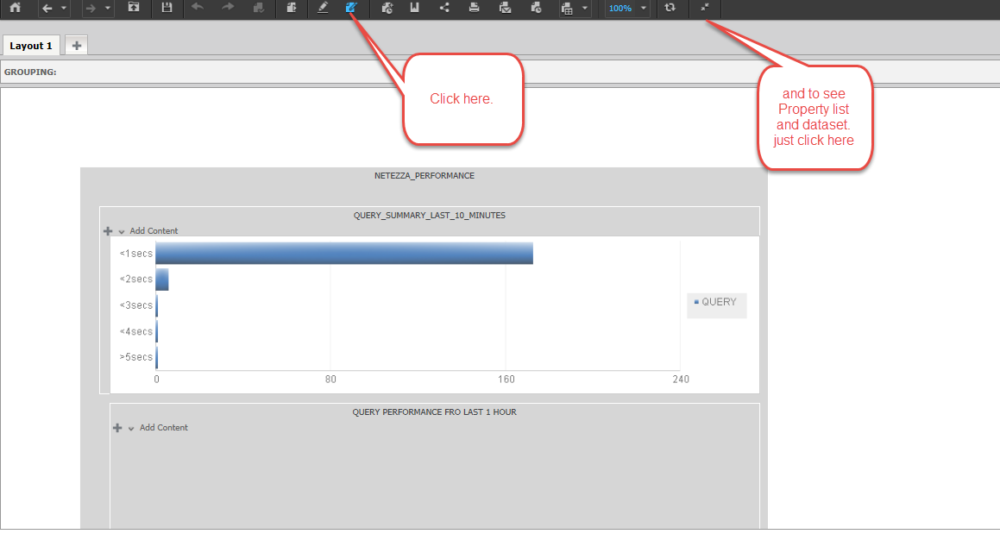 100%
Layout 1
GROUPING:
Click here.
and to see
Property list
and dataset.
just click here
NETEZZA_PERFORMANCE
QUERY_SUMMARY_LAST_10_MINUTES
Add Content
<1secs
<2secs
<3secs
<4secs
>5secs
QUERY
0 80 160 240
QUERY PERFORMANCE FRO LAST 1 HOUR
Add Content